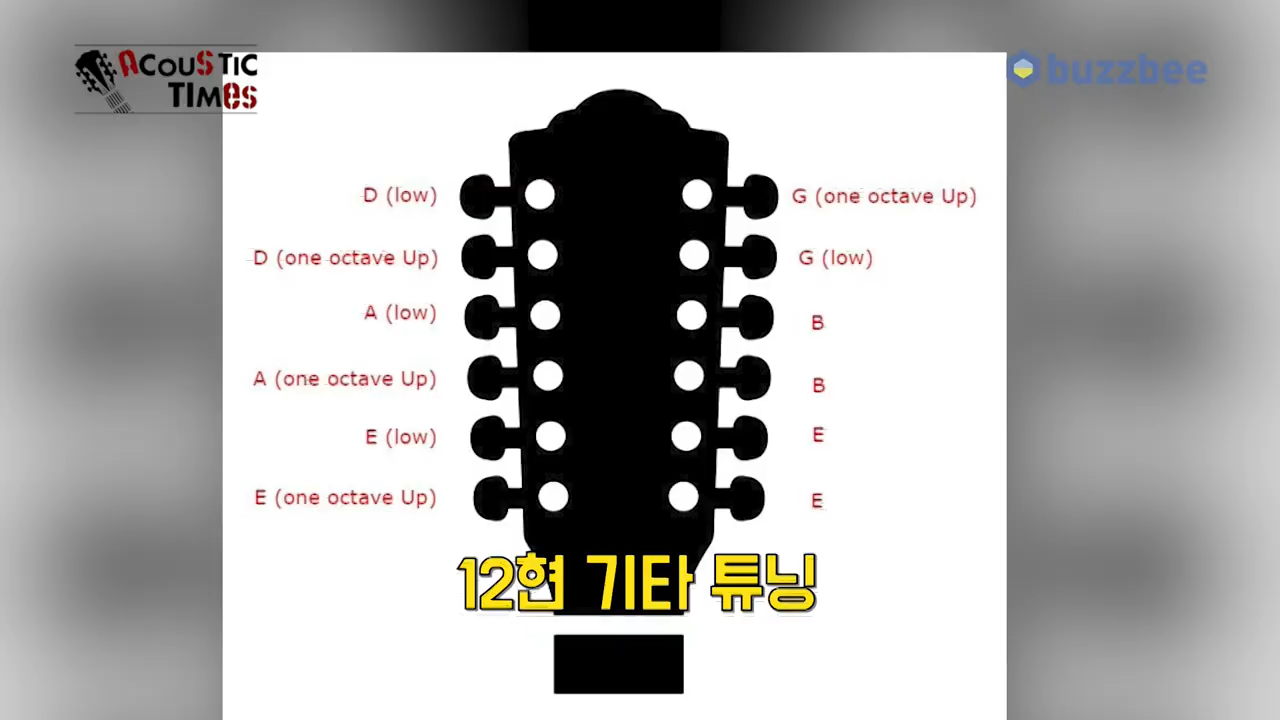 ACOUSTIC
TIMES
buzzbee
D (low)
G (one octave Up)
D (one octave Up)
G (low)
A (low)
B
A (one octave Up)
B
E (low)
E
E (one octave Up)
E
12현 기타 튜닝